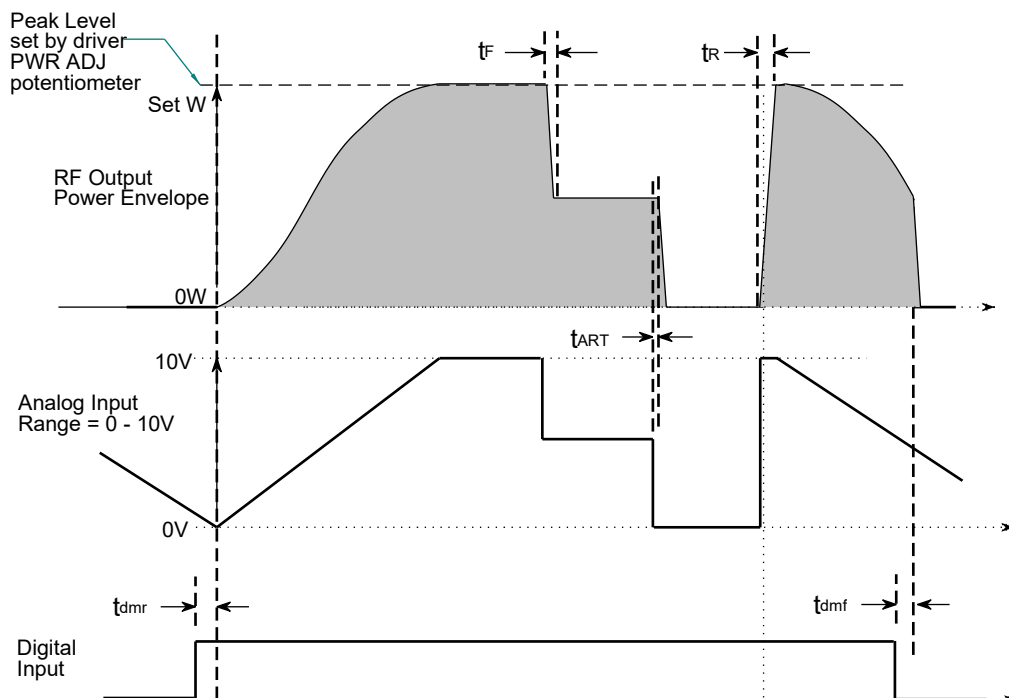 Peak Level
set by driver
PWR ADJ
potentiometer
tF
tR
Set W
RF Output
Power Envelope
0W
tART
10V
Analog Input
Range = 0 - 10V
0V
tdmr
tdmf
Digital
Input